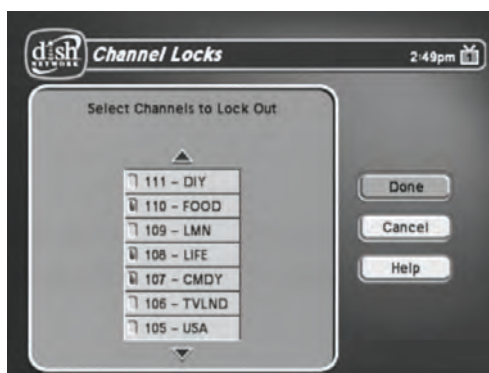 dish
NETWORK
Channel Locks
2:49pm
Select Channels to Lock Out
111 - DIY
110 - FOOD
109 - LMN
108 - LIFE
107 - CMDY
106 - TVLND
105 - USA
Done
Cancel
Help